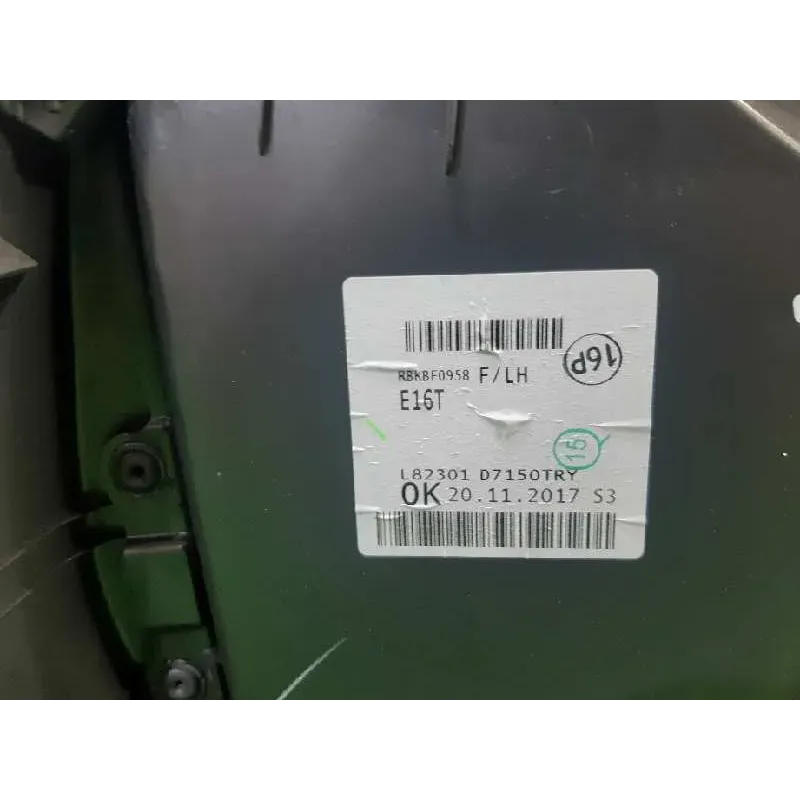 RBKBF0958 F/LH
16P
E16T
15
L82301 D7150TRY
OK 20.11.2017 S3